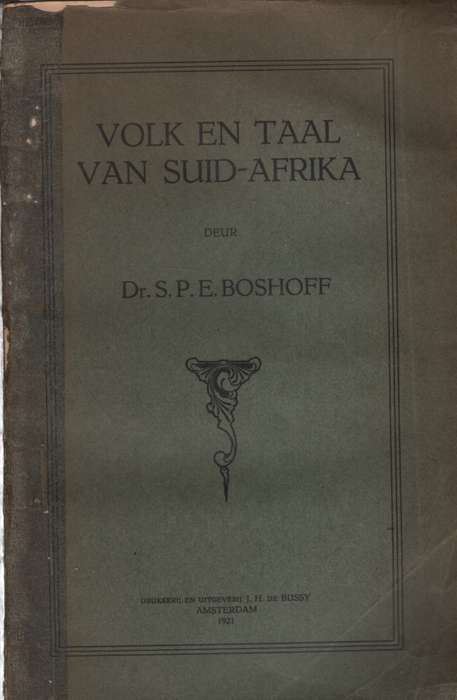 VOLK EN TAAL
VAN SUID-AFRIKA
DEUR
Dr. S. P. E. BOSHOFF
DRUKKERIJ EN UITGEVERIJ J. H. DE BUSSY
AMSTERDAM
1921